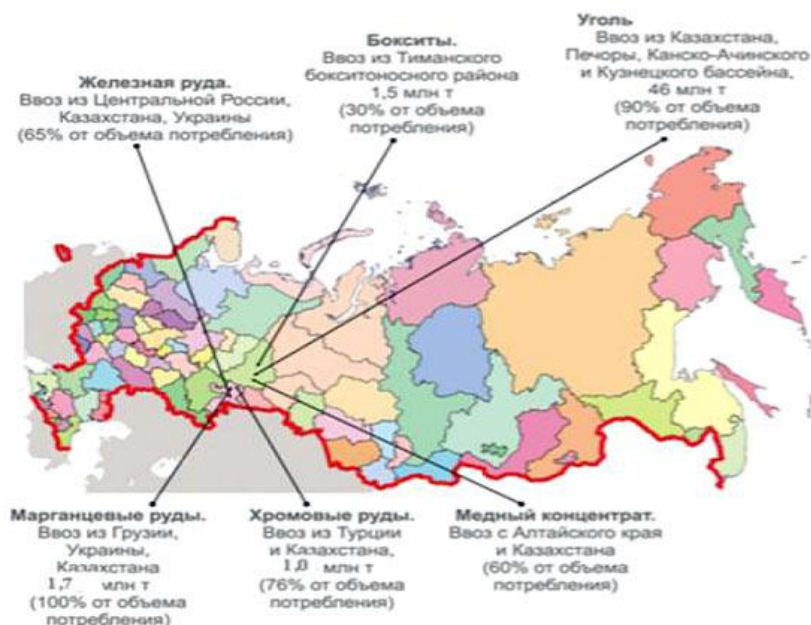 Железная руда.
Ввоз из Центральной России,
Казахстана, Украины
(65% от объема потребления)
Бокситы.
Ввоз из Тиманского
бокситоносного района
1,5 млн т
(30% от объема
потребления)
Уголь
Ввоз из Казахстана,
Печоры, Канско-Ачинского
и Кузнецкого бассейна,
46 млн т
(90% от объема
потребления)
Марганцевые руды.
Ввоз из Грузии,
Украины,
Казахстана
1,7 млн т
(100% от объема
потребления)
Хромовые руды.
Ввоз из Турции
и Казахстана,
1,0 млн т
(76% от объема
потребления)
Медный концентрат.
Ввоз с Алтайского края
и Казахстана
(60% от объема
потребления)